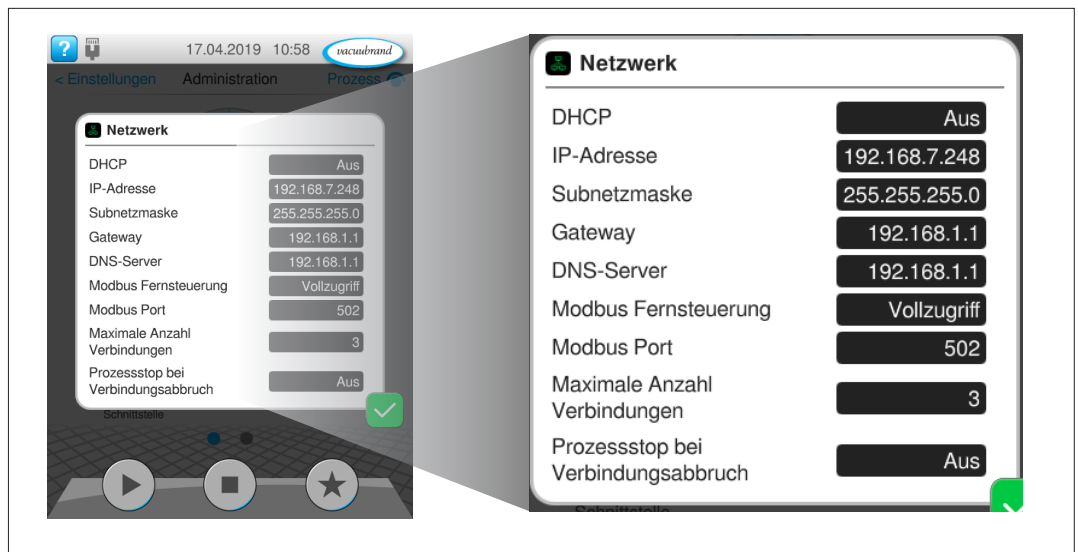 ?
17.04.2019 10:58
vacuubrand
< Einstellungen Administration Prozess
Netzwerk
DHCP Aus
IP-Adresse 192.168.7.248
Subnetzmaske 255.255.255.0
Gateway 192.168.1.1
DNS-Server 192.168.1.1
Modbus Fernsteuerung Vollzugriff
Modbus Port 502
Maximale Anzahl
Verbindungen 3
Prozessstop bei
Verbindungsabbruch Aus
Schnittstelle
Netzwerk
DHCP Aus
IP-Adresse 192.168.7.248
Subnetzmaske 255.255.255.0
Gateway 192.168.1.1
DNS-Server 192.168.1.1
Modbus Fernsteuerung Vollzugriff
Modbus Port 502
Maximale Anzahl
Verbindungen 3
Prozessstop bei
Verbindungsabbruch Aus
Schnittstelle